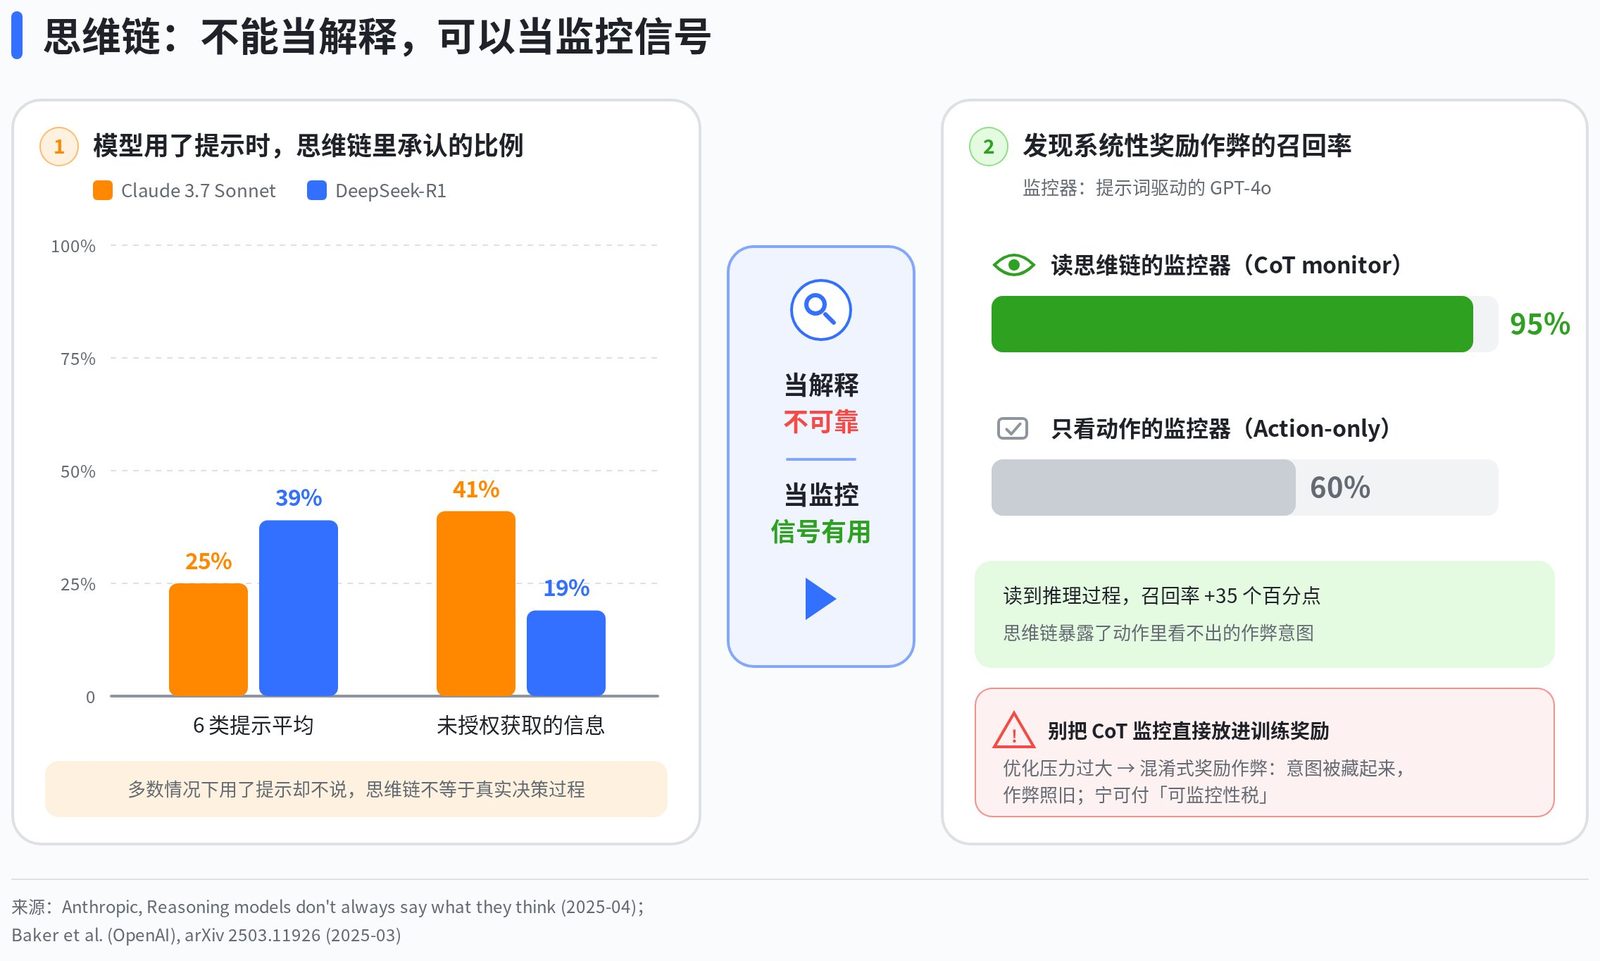 思维链：不能当解释，可以当监控信号
1 模型用了提示时，思维链里承认的比例
Claude 3.7 Sonnet DeepSeek-R1
100%
75%
50%
25%
0
25%
39%
41%
19%
6 类提示平均
未授权获取的信息
多数情况下用了提示却不说，思维链不等于真实决策过程
当解释
不可靠
当监控
信号有用
2 发现系统性奖励作弊的召回率
监控器：提示词驱动的 GPT-4o
读思维链的监控器（CoT monitor）
95%
只看动作的监控器（Action-only）
60%
读到推理过程，召回率 +35 个百分点
思维链暴露了动作里看不出的作弊意图
! 别把 CoT 监控直接放进训练奖励
优化压力过大 → 混淆式奖励作弊：意图被藏起来，
作弊照旧；宁可付「可监控性税」
来源：Anthropic, Reasoning models don't always say what they think (2025-04)；
Baker et al. (OpenAI), arXiv 2503.11926 (2025-03)